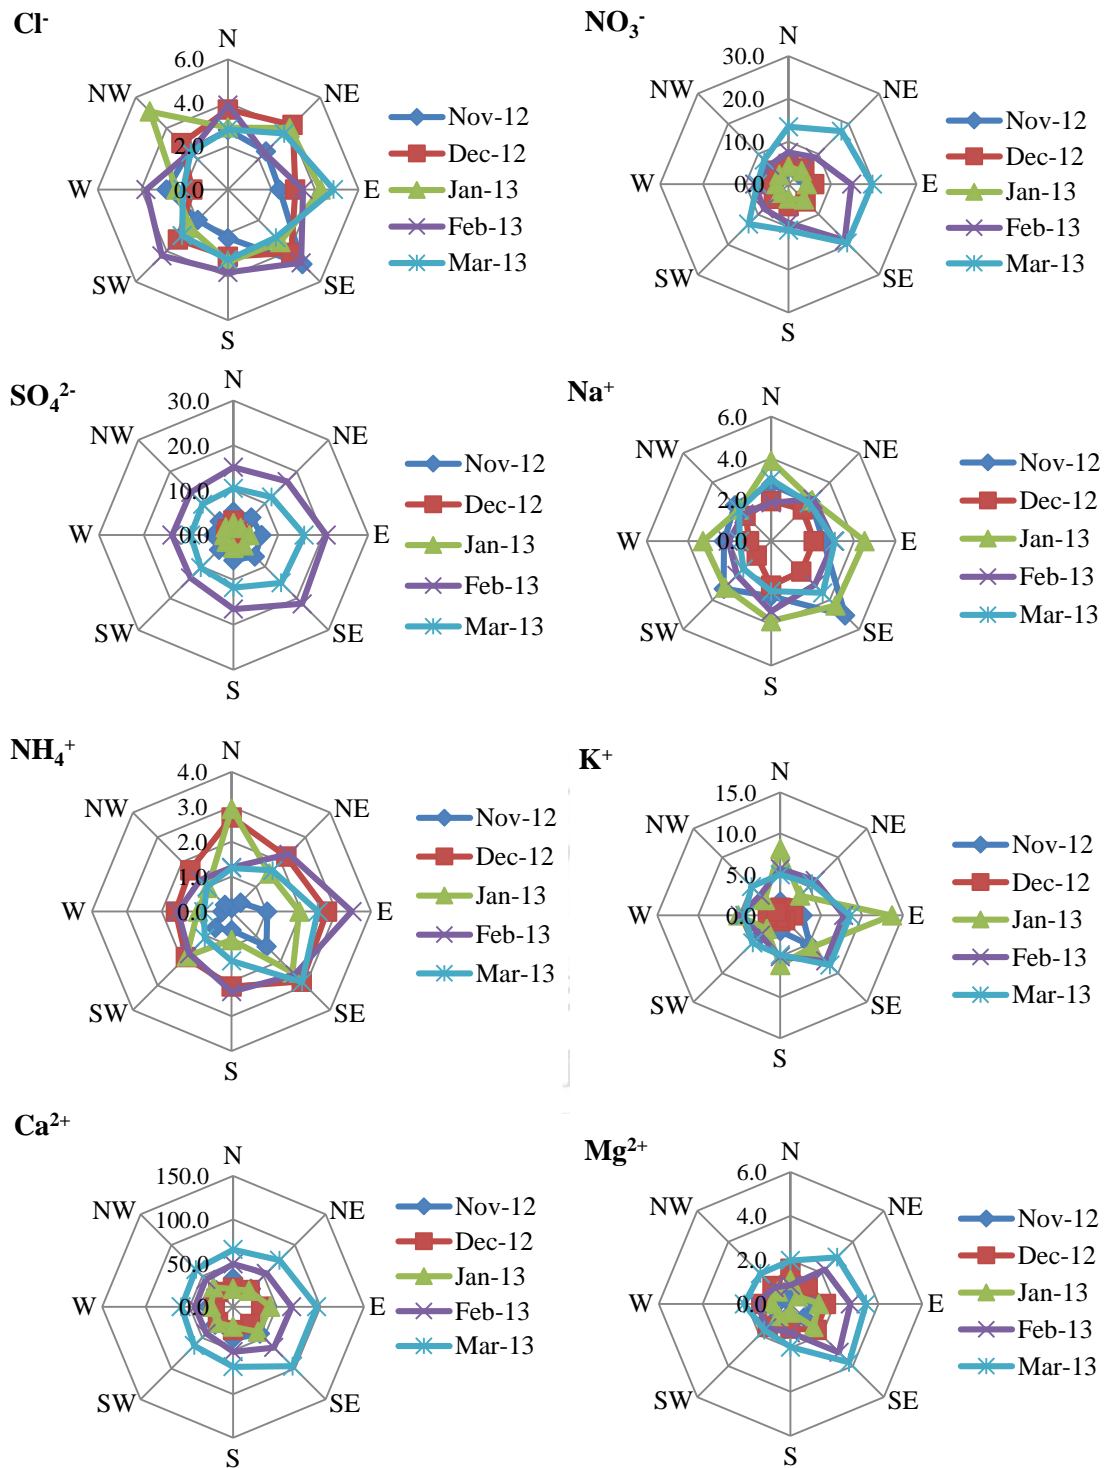 Cl⁻
N
6.0
4.0
2.0
0.0
NW
NE
W
E
SW
SE
S
Nov-12
Dec-12
Jan-13
Feb-13
Mar-13
NO₃⁻
N
30.0
20.0
10.0
0.0
NW
NE
W
E
SW
SE
S
Nov-12
Dec-12
Jan-13
Feb-13
Mar-13
SO₄²⁻
N
30.0
20.0
10.0
0.0
NW
NE
W
E
SW
SE
S
Nov-12
Dec-12
Jan-13
Feb-13
Mar-13
Na⁺
N
6.0
4.0
2.0
0.0
NW
NE
W
E
SW
SE
S
Nov-12
Dec-12
Jan-13
Feb-13
Mar-13
NH₄⁺
N
4.0
3.0
2.0
1.0
0.0
NW
NE
W
E
SW
SE
S
Nov-12
Dec-12
Jan-13
Feb-13
Mar-13
K⁺
N
15.0
10.0
5.0
0.0
NW
NE
W
E
SW
SE
S
Nov-12
Dec-12
Jan-13
Feb-13
Mar-13
Ca²⁺
N
150.0
100.0
50.0
0.0
NW
NE
W
E
SW
SE
S
Nov-12
Dec-12
Jan-13
Feb-13
Mar-13
Mg²⁺
N
6.0
4.0
2.0
0.0
NW
NE
W
E
SW
SE
S
Nov-12
Dec-12
Jan-13
Feb-13
Mar-13